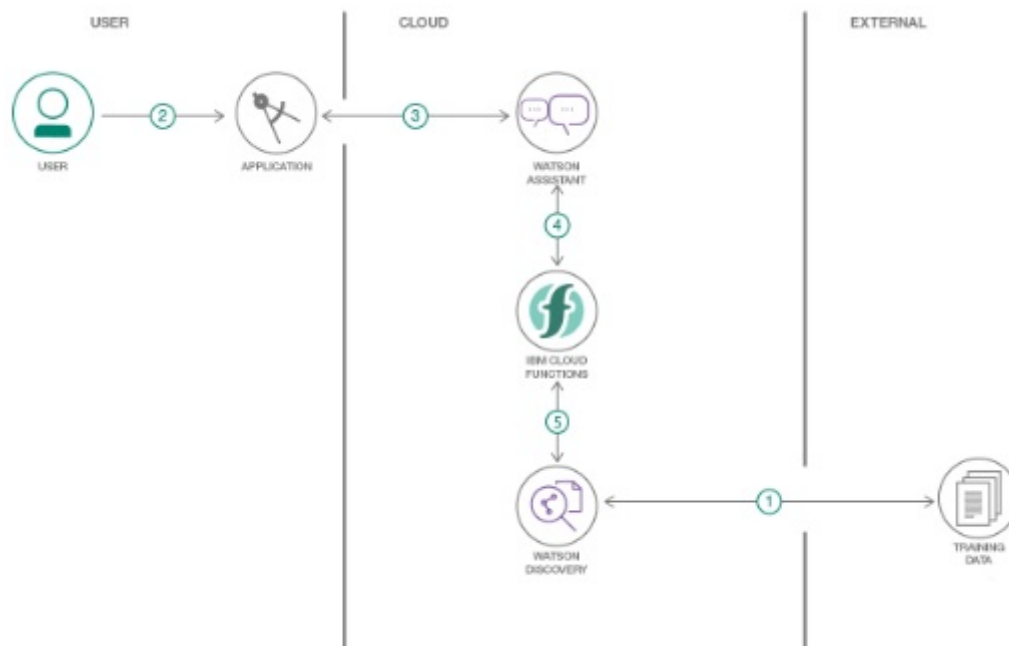 USER
CLOUD
EXTERNAL
2
3
USER
APPLICATION
WATSON
ASSISTANT
4
IBM CLOUD
FUNCTIONS
5
1
WATSON
DISCOVERY
TRAINING
DATA